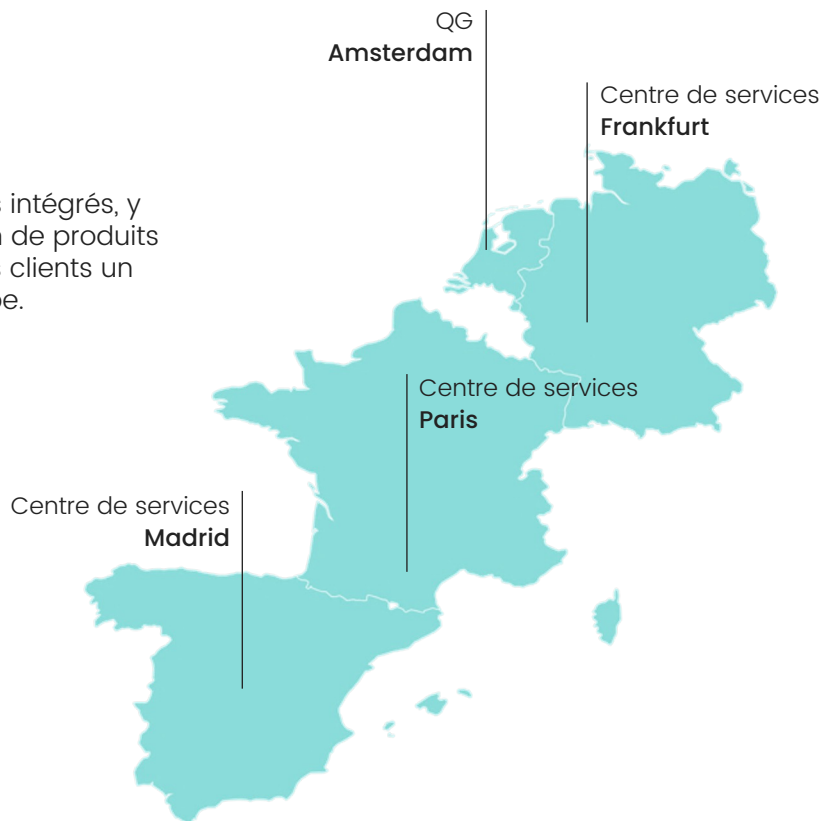 QG
Amsterdam
Centre de services
Frankfurt
s intégrés, y
n de produits
s clients un
pe.
Centre de services
Paris
Centre de services
Madrid